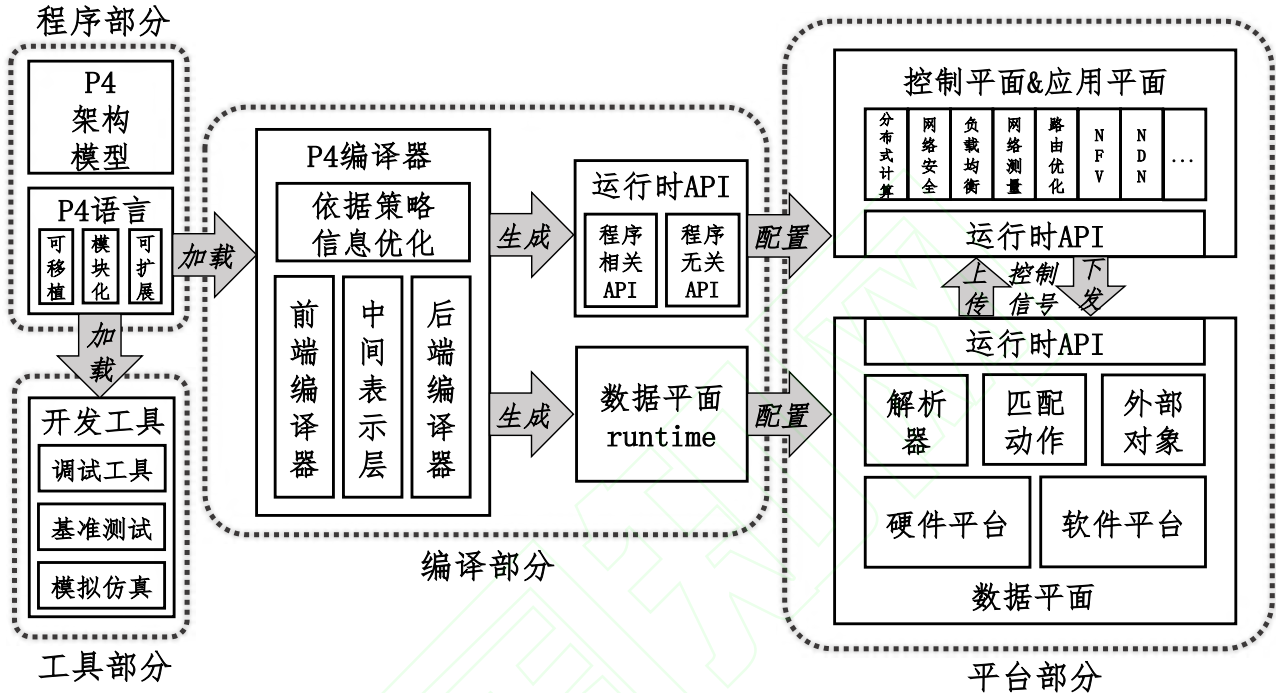 程序部分
P4
架构
模型
P4语言
可移植
模块化
可扩展
加载
加载
开发工具
调试工具
基准测试
模拟仿真
工具部分
P4编译器
依据策略
信息优化
前端编译器
中间表示层
后端编译器
生成
生成
运行时API
程序
相关
API
程序
无关
API
数据平面
runtime
编译部分
配置
配置
控制平面&应用平面
分布式计算
网络安全
负载均衡
网络测量
路由优化
NFV
NDN
...
运行时API
上传
控制
信号
下发
运行时API
解析
器
匹配
动作
外部
对象
硬件平台
软件平台
数据平面
平台部分